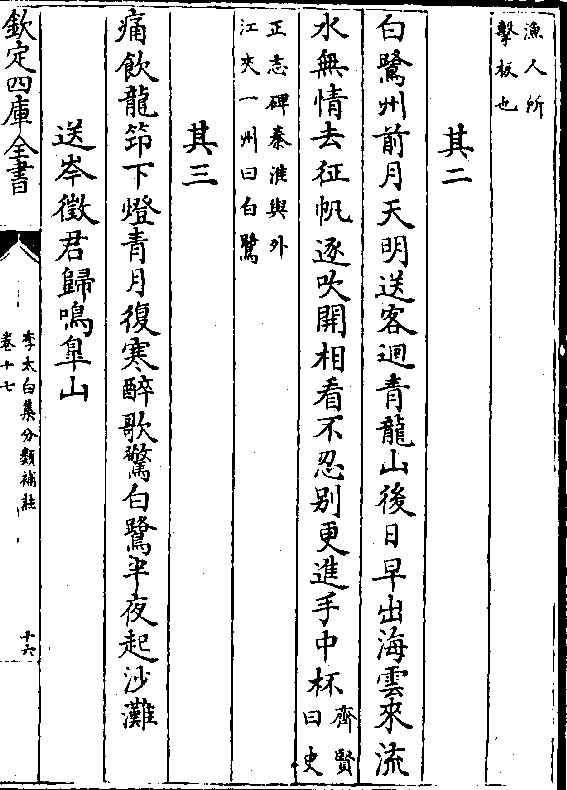 漁人所
擊板也
其二
白鷺州前月天明送客迴青龍山後日早出海雲來流
水無情去征帆逐吹開相看不忍别更進手中杯齊賢
曰史
正志碑秦淮與外
江夾一州曰白鷺
其三
痛飲龍筇下燈青月復寒醉歌驚白鷺半夜起沙灘
送岑徵君歸鳴臯山
欽定四庫全書
李太白集分類補註
卷十七
十六